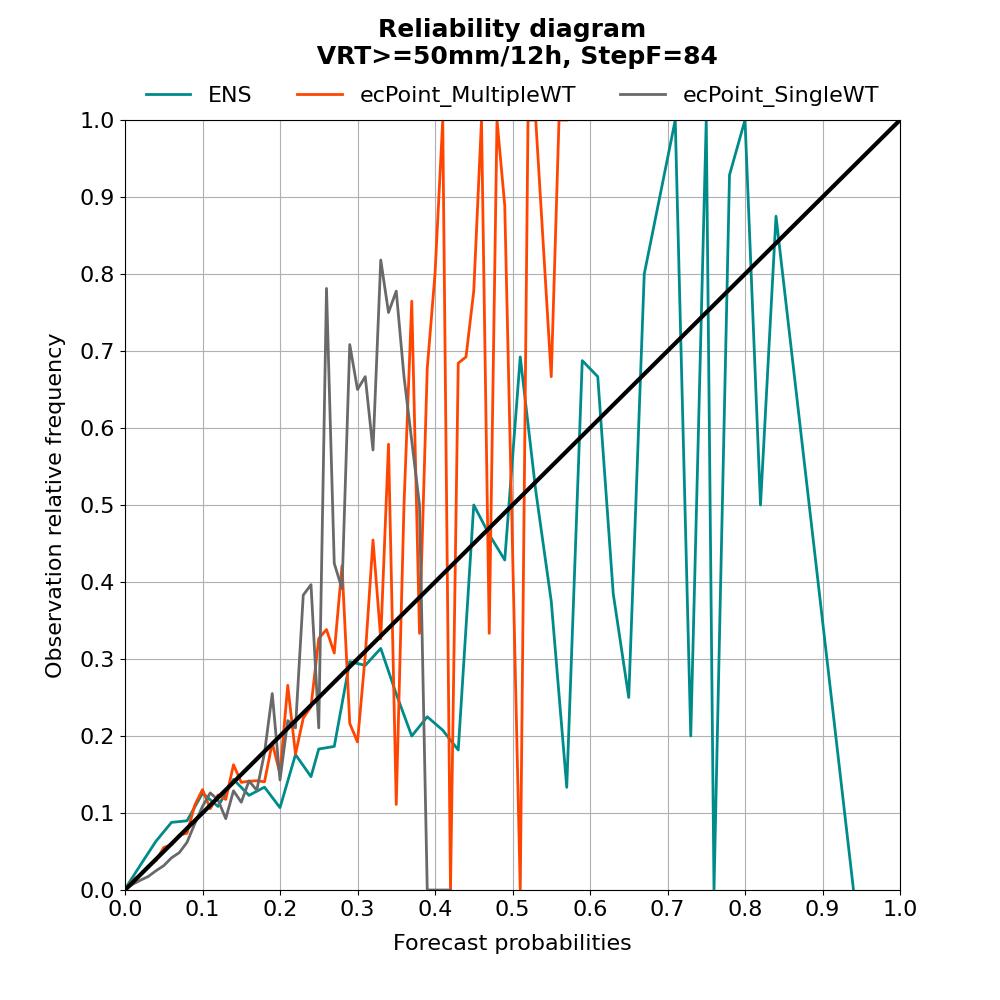 Reliability diagram
VRT>=50mm/12h, StepF=84
ENS ecPoint_MultipleWT ecPoint_SingleWT
1.0
0.9
0.8
0.7
0.6
0.5
0.4
0.3
0.2
0.1
0.0
Observation relative frequency
0.0 0.1 0.2 0.3 0.4 0.5 0.6 0.7 0.8 0.9 1.0
Forecast probabilities